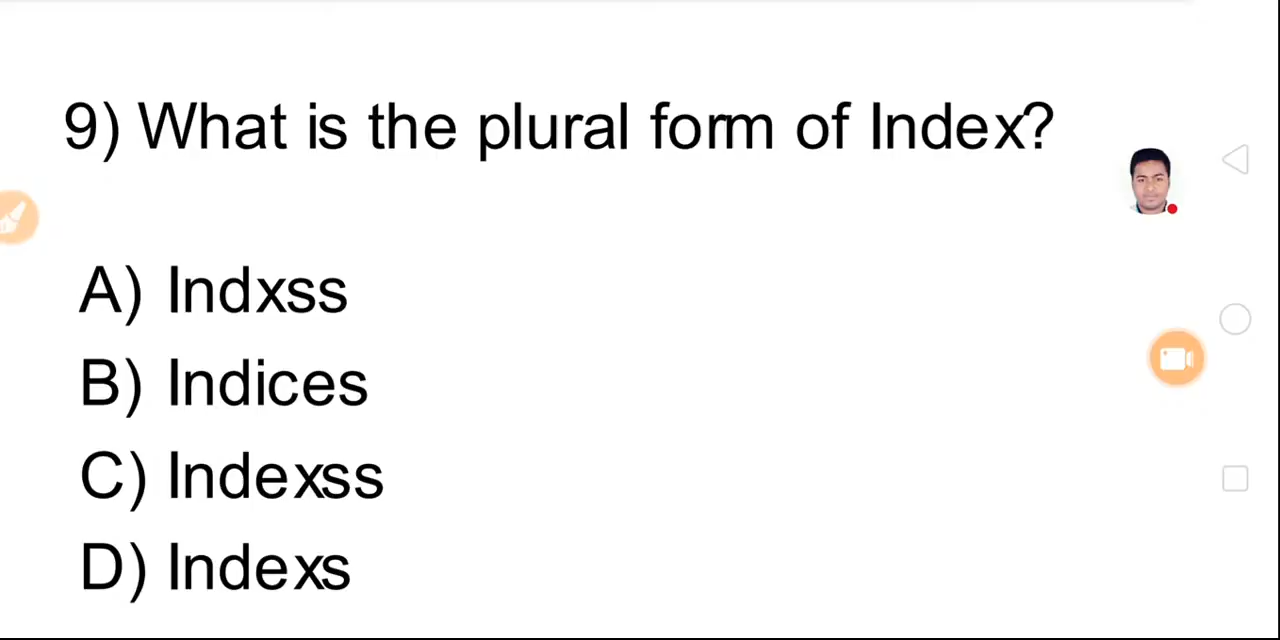 9) What is the plural form of Index?
A) Indxss
B) Indices
C) Indexss
D) Indexs